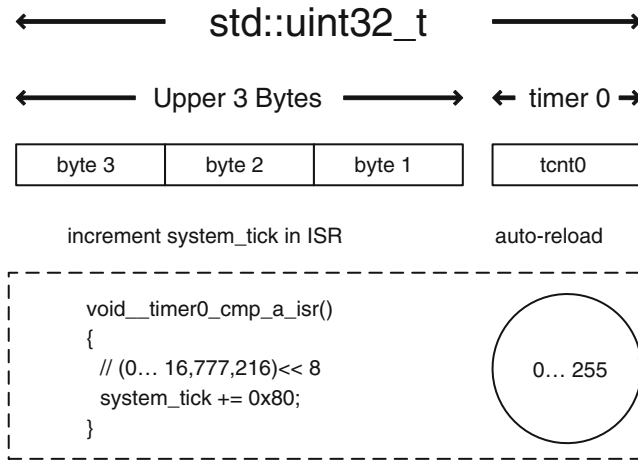 std::uint32_t
Upper 3 Bytes timer 0
byte 3 byte 2 byte 1 tcnt0
increment system_tick in ISR auto-reload
void__timer0_cmp_a_isr()
{
// (0… 16,777,216)<< 8
system_tick += 0x80;
}
0… 255